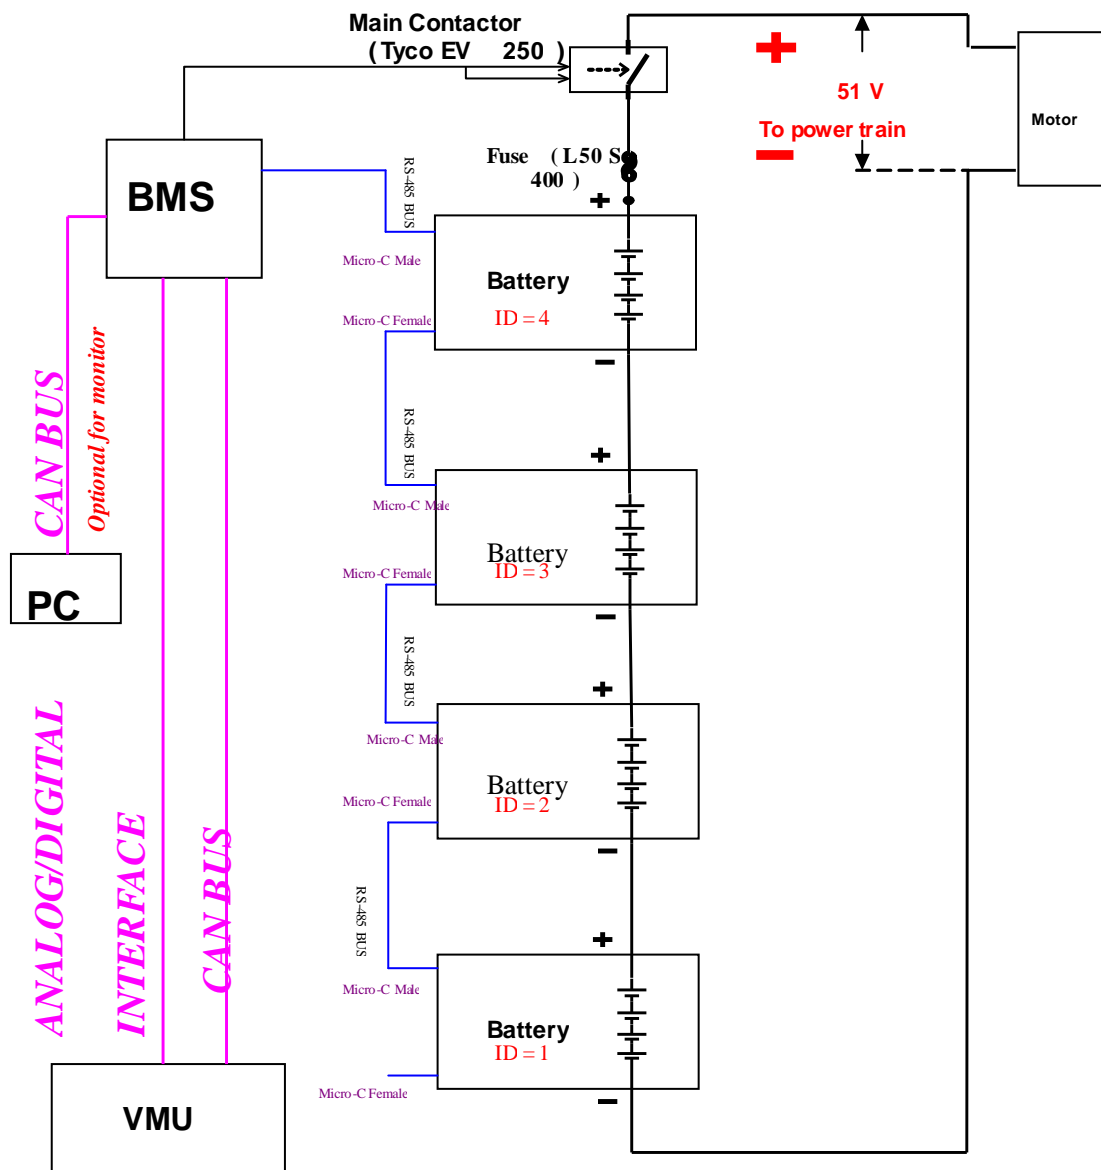 Main Contactor
( Tyco EV 250 )
+
51 V
To power train
Motor
Fuse ( L50 S
400 )
BMS
RS-485 BUS
+
Micro-C Male
Battery
ID = 4
Micro-C Female
CAN BUS
Optional for monitor
RS-485 BUS
+
Micro-C Male
Battery
ID = 3
Micro-C Female
PC
RS-485 BUS
+
Micro-C Male
Battery
ID = 2
Micro-C Female
ANALOG/DIGITAL
INTERFACE
CAN BUS
RS-485 BUS
+
Micro-C Male
Battery
ID = 1
Micro-C Female
VMU